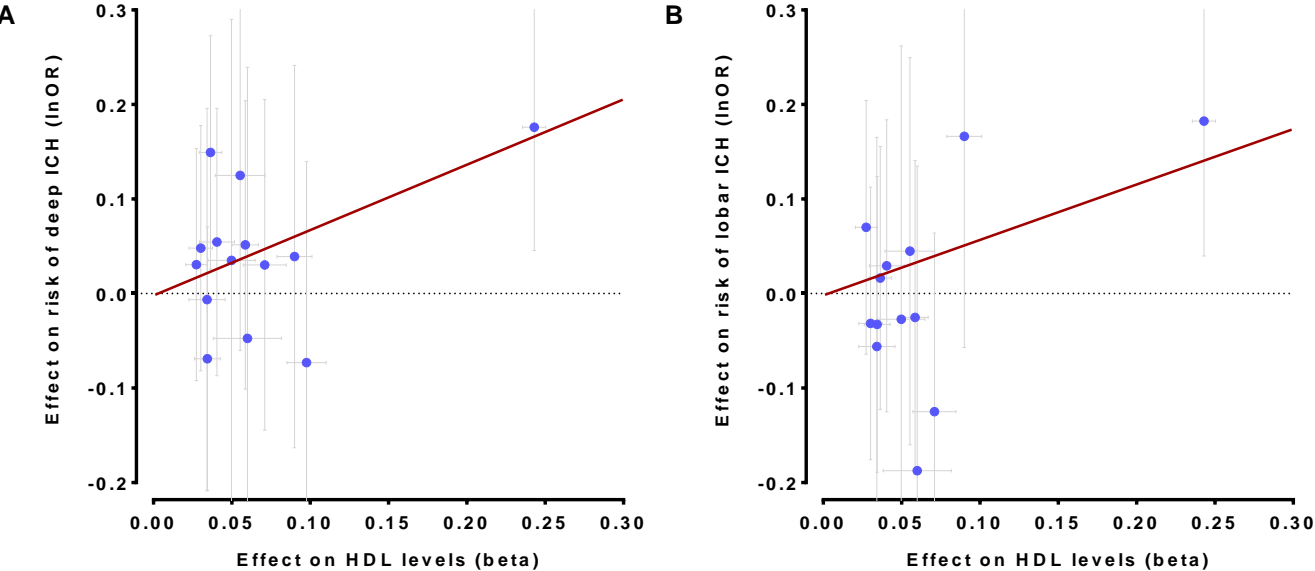 A
Effect on risk of deep ICH (lnOR)
0.3
0.2
0.1
0.0
-0.1
-0.2
0.00 0.05 0.10 0.15 0.20 0.25 0.30
Effect on HDL levels (beta)
B
Effect on risk of lobar ICH (lnOR)
0.3
0.2
0.1
0.0
-0.1
-0.2
0.00 0.05 0.10 0.15 0.20 0.25 0.30
Effect on HDL levels (beta)